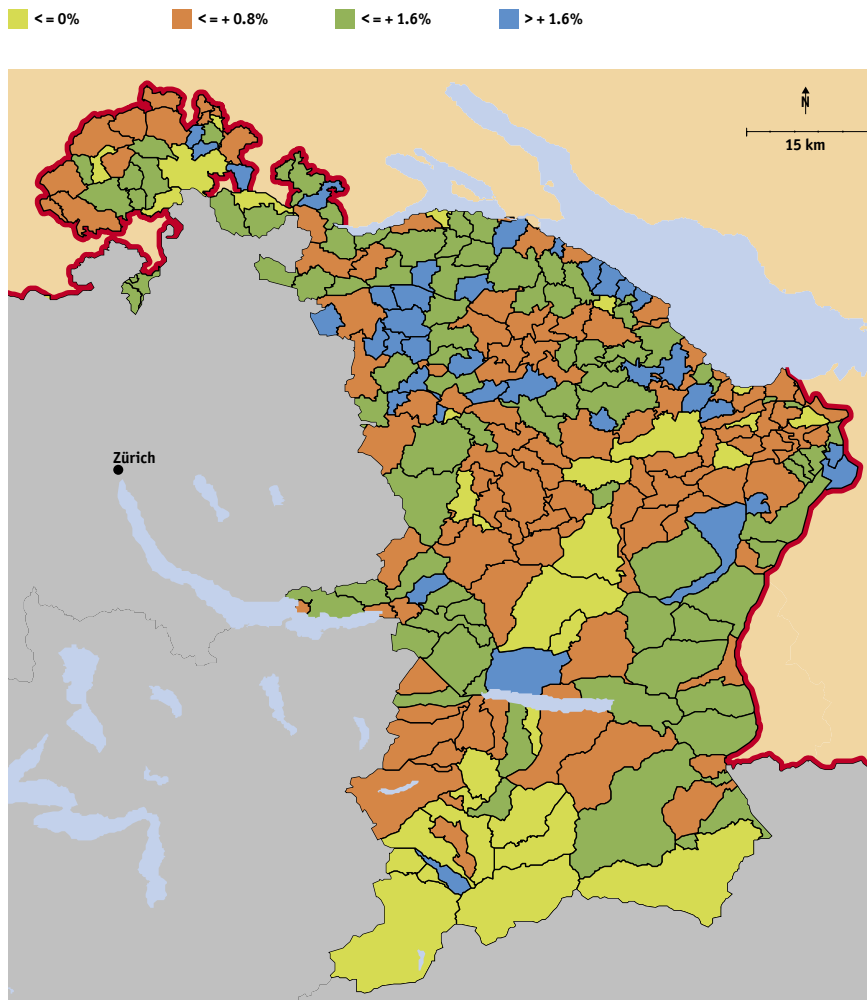 < = 0% < = + 0.8% < = + 1.6% > + 1.6%
N
15 km
Zürich